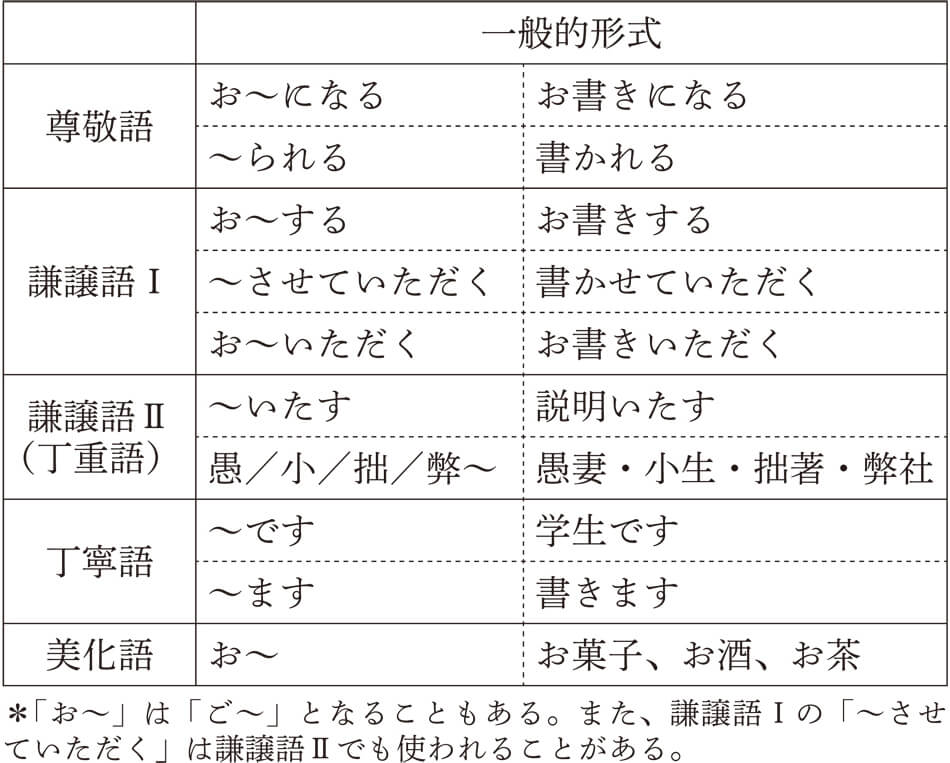 一般的形式
尊敬語
お〜になる お書きになる
〜られる 書かれる
謙譲語Ⅰ
お〜する お書きする
〜させていただく 書かせていただく
お〜いただく お書きいただく
謙譲語Ⅱ
（丁重語）
〜いたす 説明いたす
愚／小／拙／弊〜 愚妻・小生・拙著・弊社
丁寧語
〜です 学生です
〜ます 書きます
美化語 お〜 お菓子、お酒、お茶
＊「お〜」は「ご〜」となることもある。また、謙譲語Ⅰの「〜させ
ていただく」は謙譲語Ⅱでも使われることがある。